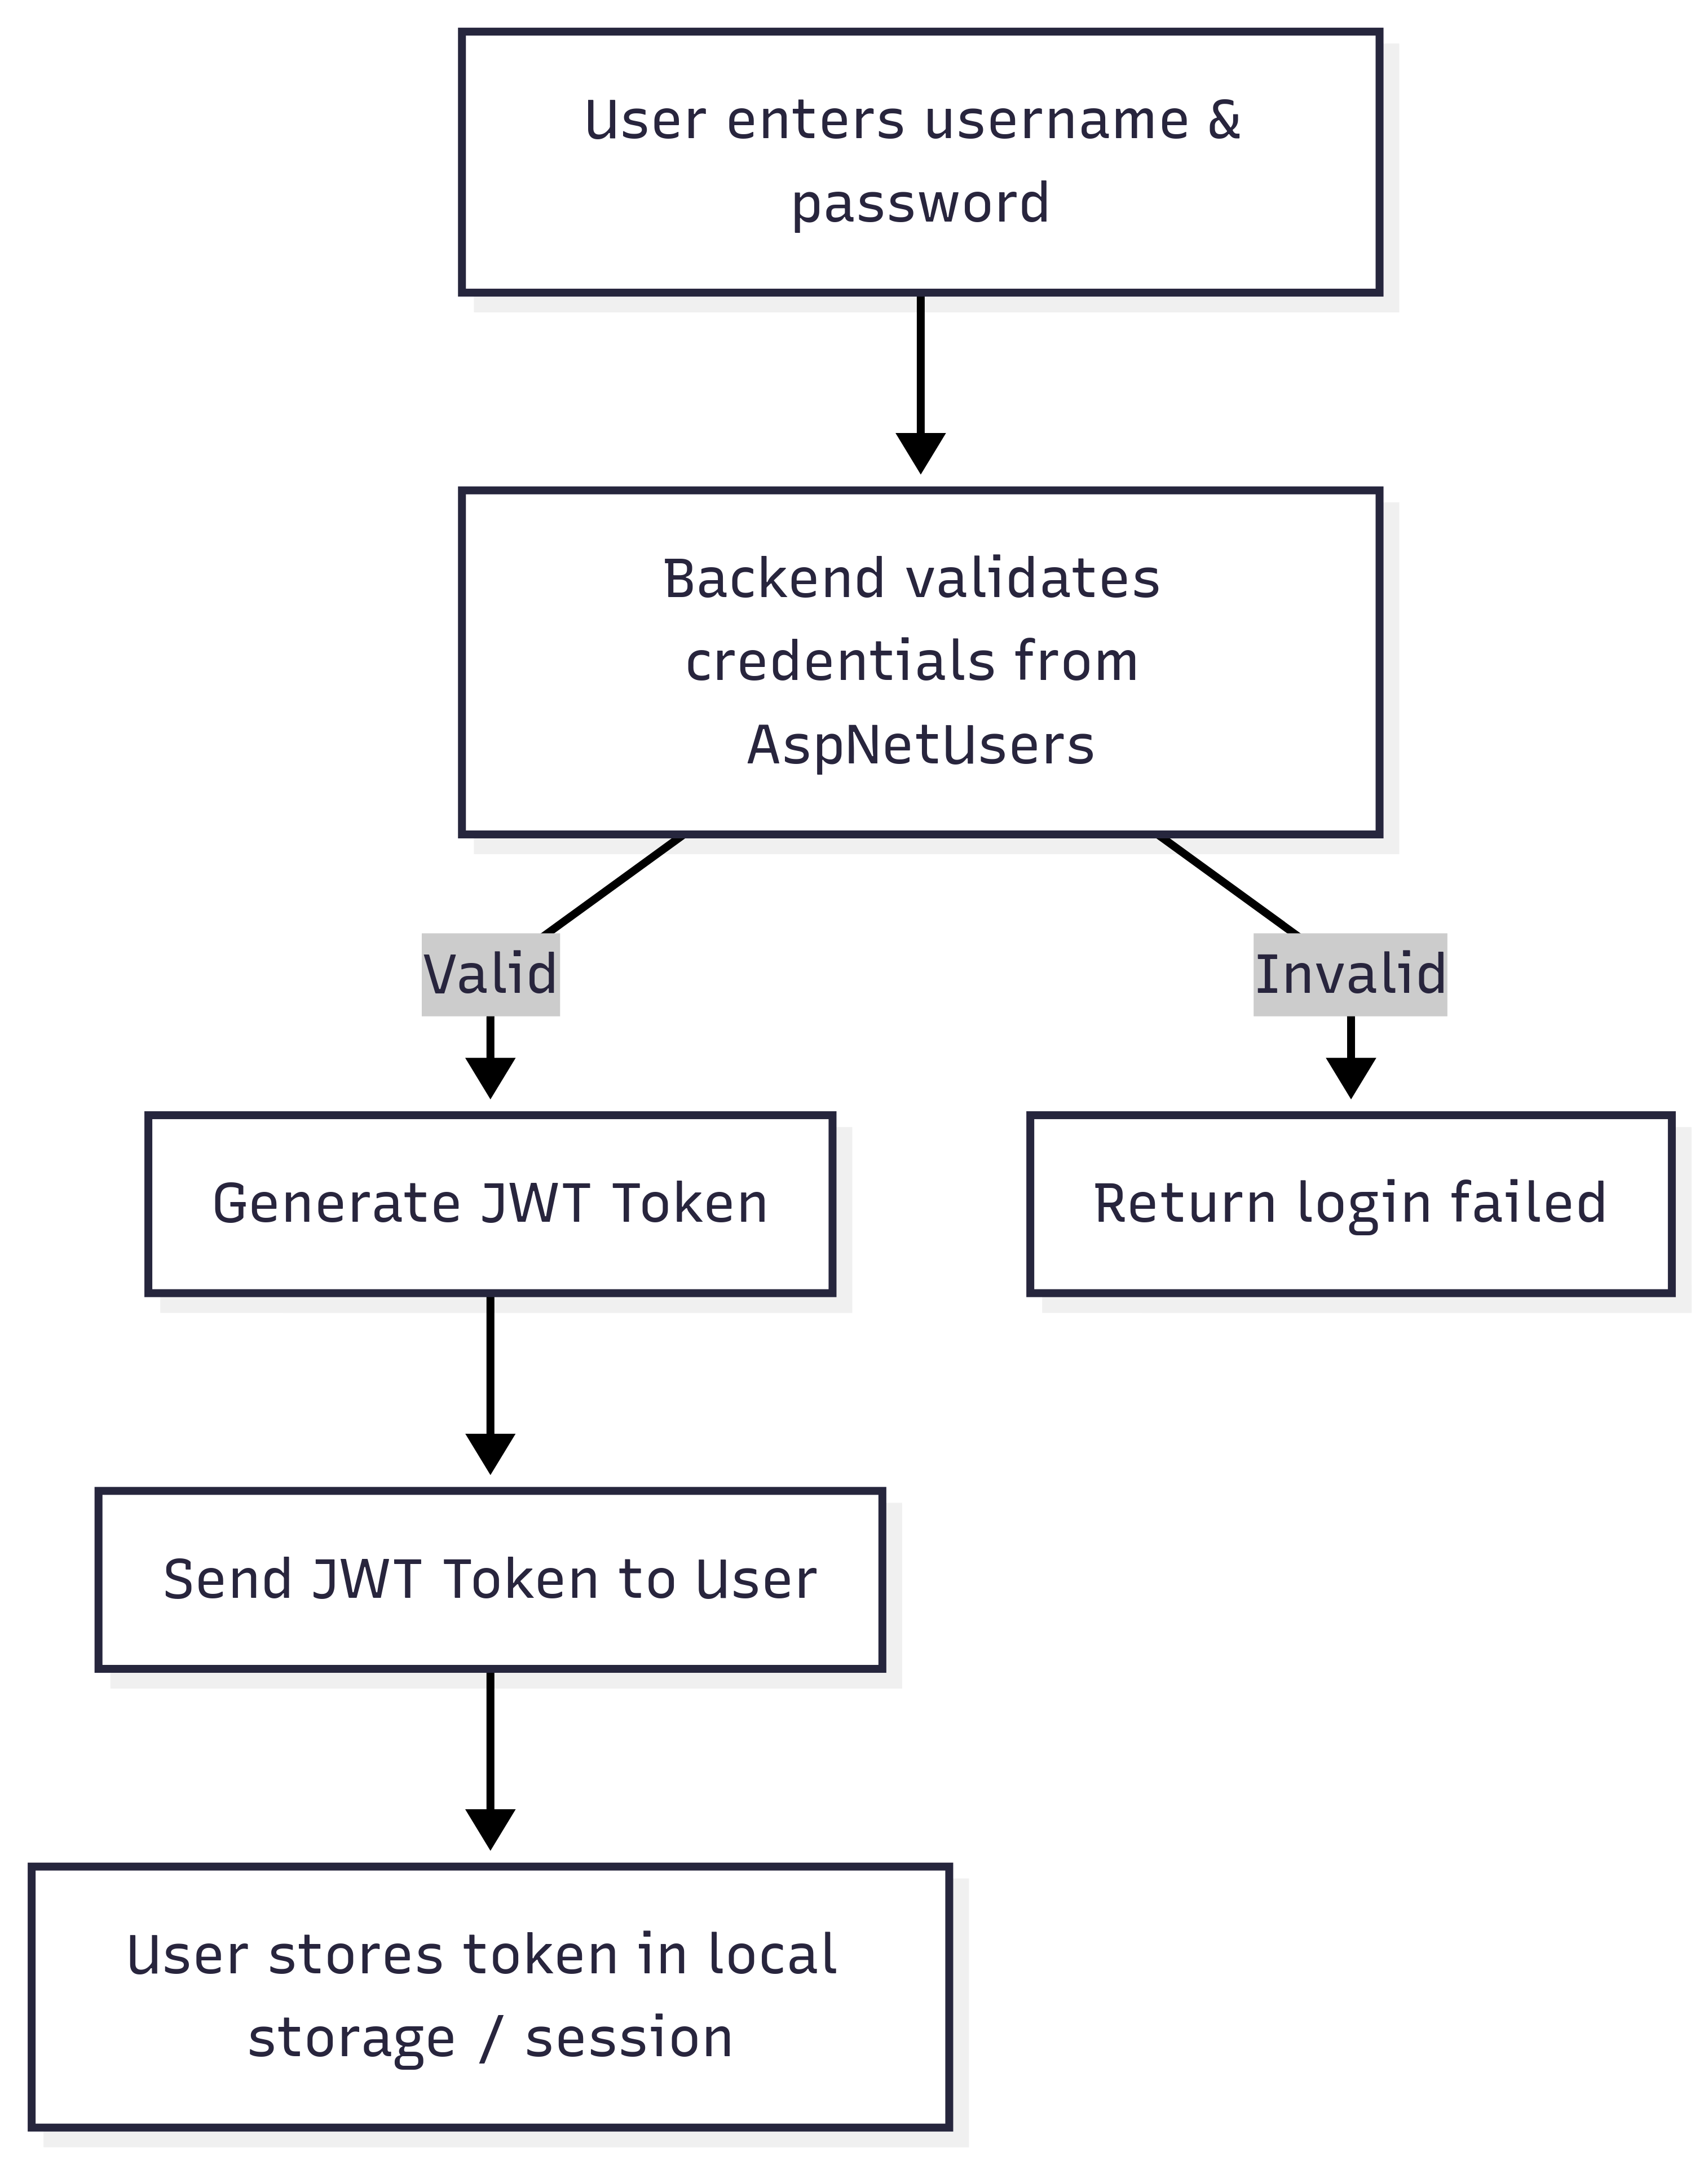 User enters username &
password
Backend validates
credentials from
AspNetUsers
Valid
Invalid
Generate JWT Token
Return login failed
Send JWT Token to User
User stores token in local
storage / session